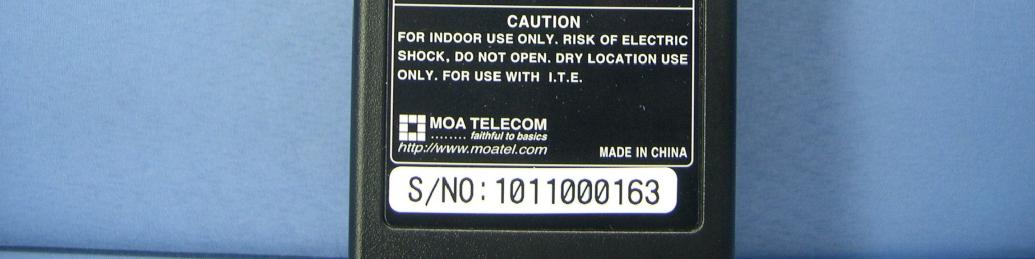 CAUTION
FOR INDOOR USE ONLY. RISK OF ELECTRIC
SHOCK, DO NOT OPEN. DRY LOCATION USE
ONLY. FOR USE WITH I.T.E.
MOA TELECOM
........ faithful to basics
http://www.moatel.com
MADE IN CHINA
S/NO: 1011000163